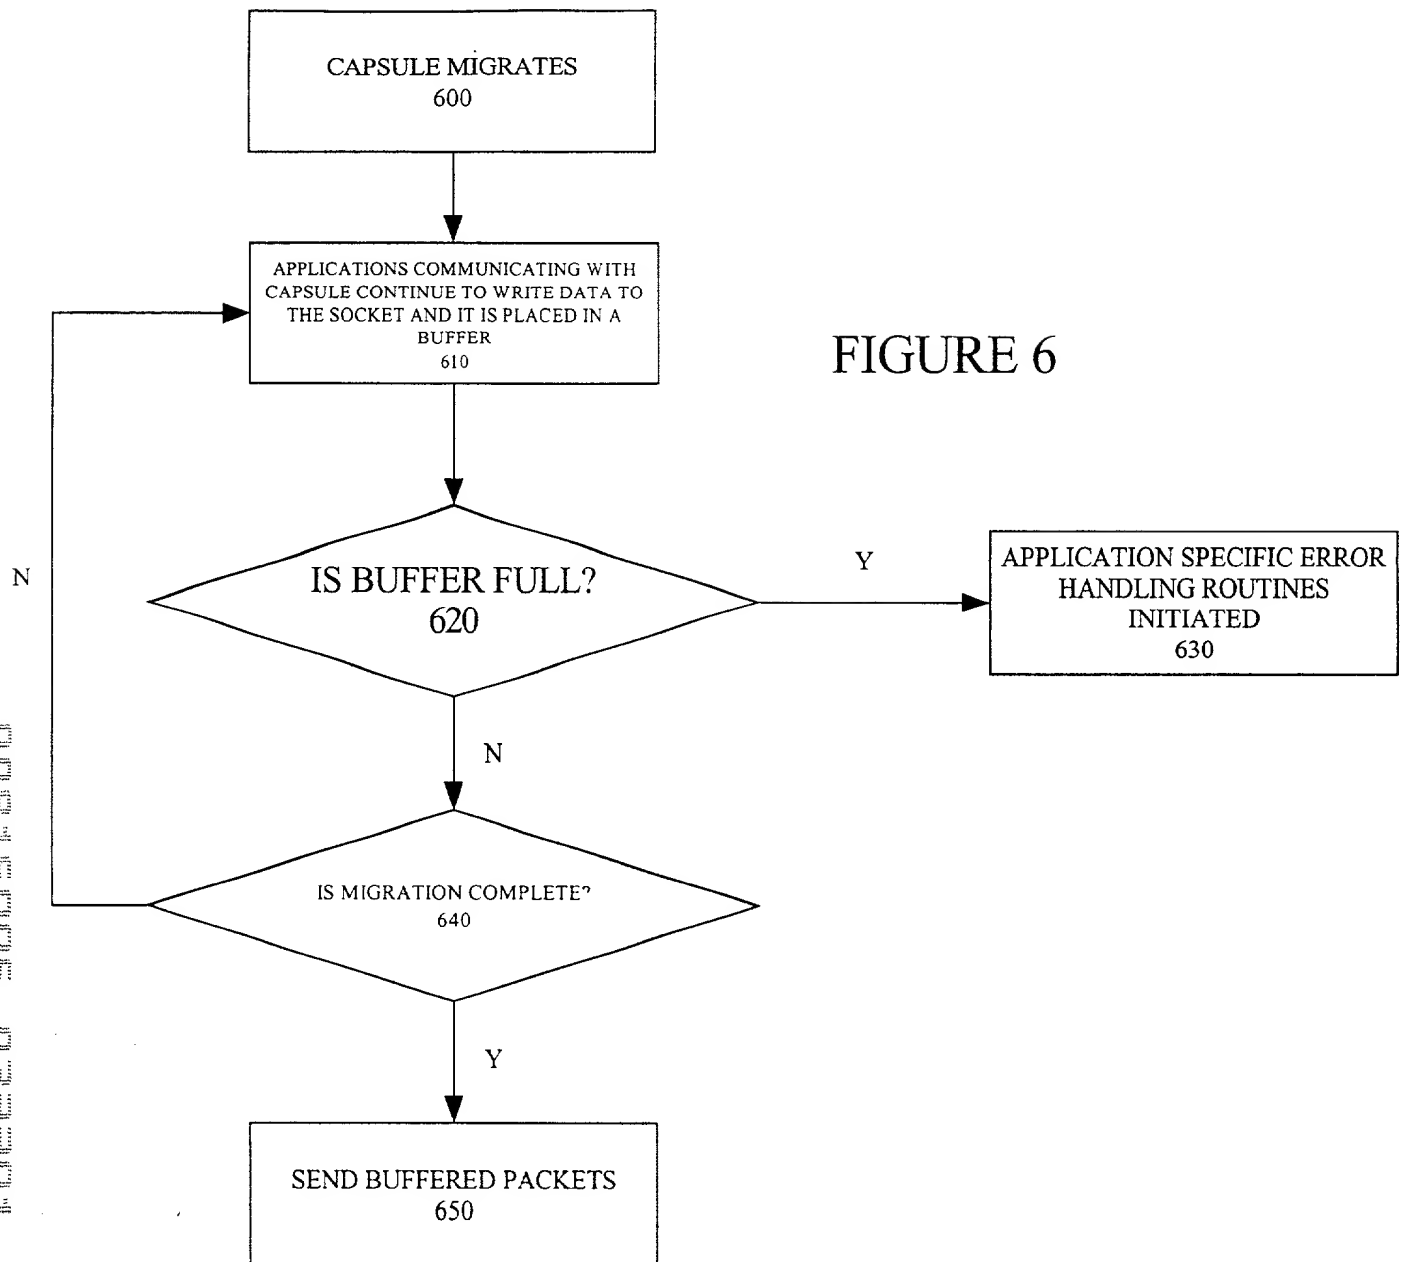 CAPSULE MIGRATES
600
APPLICATIONS COMMUNICATING WITH
CAPSULE CONTINUE TO WRITE DATA TO
THE SOCKET AND IT IS PLACED IN A
BUFFER
610
FIGURE 6
IS BUFFER FULL?
620
Y
APPLICATION SPECIFIC ERROR
HANDLING ROUTINES
INITIATED
630
N
N
IS MIGRATION COMPLETE?
640
Y
SEND BUFFERED PACKETS
650